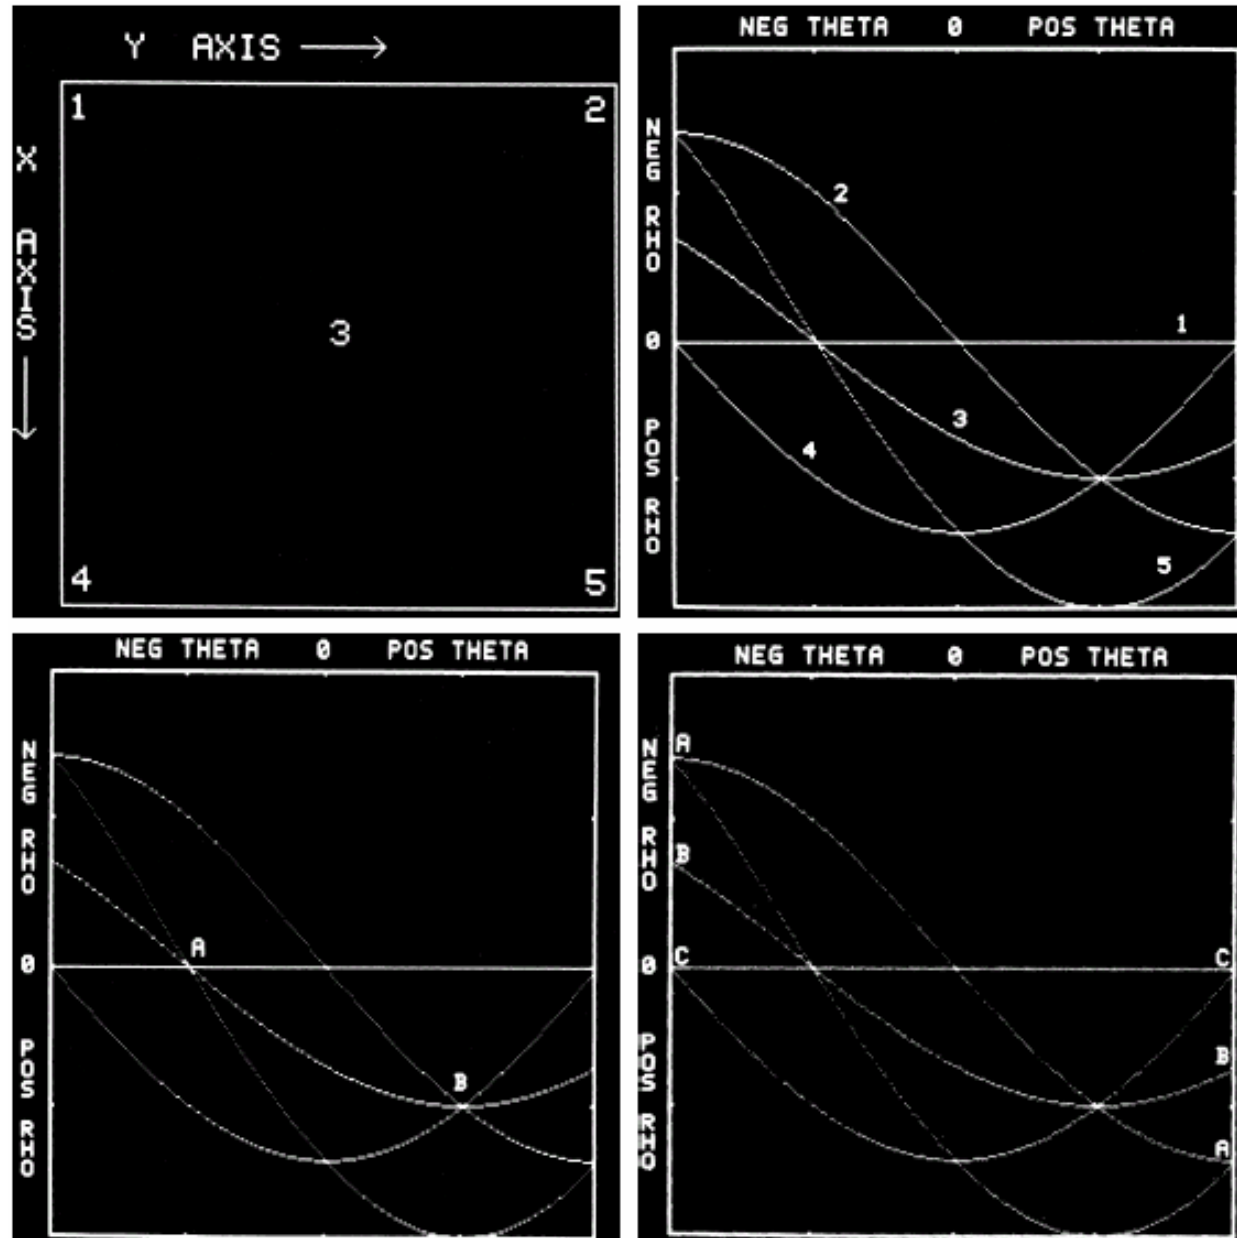 Y AXIS
1 2
X AXIS
3
4 5
NEG THETA 0 POS THETA
NEG RHO
0
POS RHO
2
1
3
4
5
NEG THETA 0 POS THETA
NEG RHO
0
POS RHO
A
B
NEG THETA 0 POS THETA
NEG RHO
0
POS RHO
A
B
C C
B
A